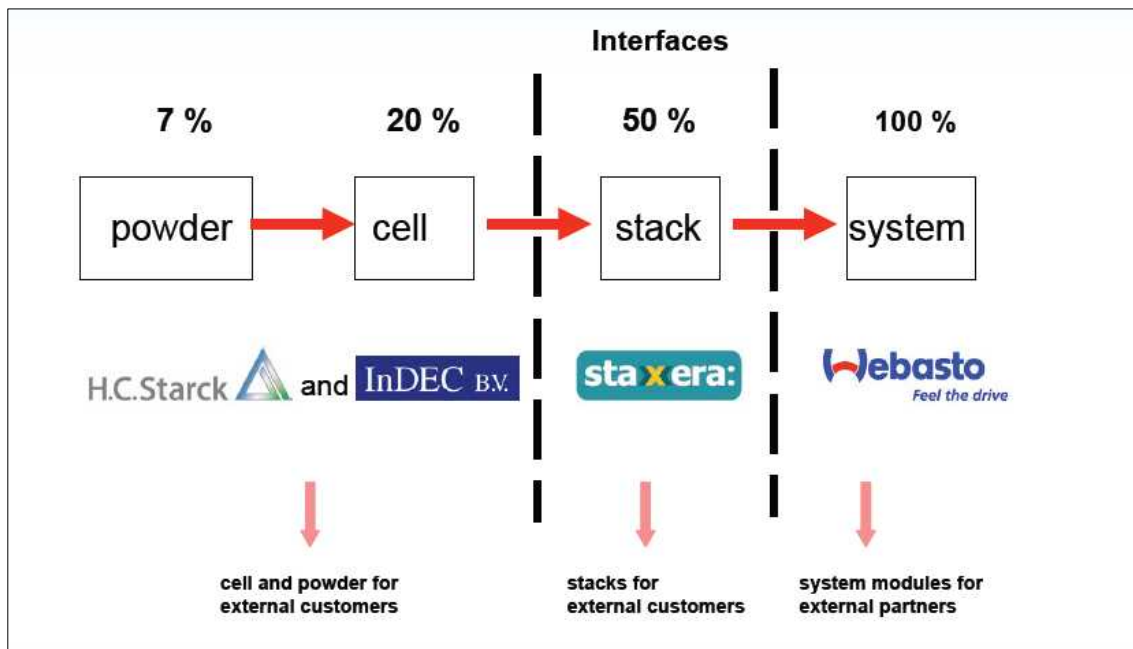 Interfaces
7 %
20 %
50 %
100 %
powder
cell
stack
system
H.C.Starck and InDEC B.V.
staxera:
Webasto
Feel the drive
cell and powder for
external customers
stacks for
external customers
system modules for
external partners